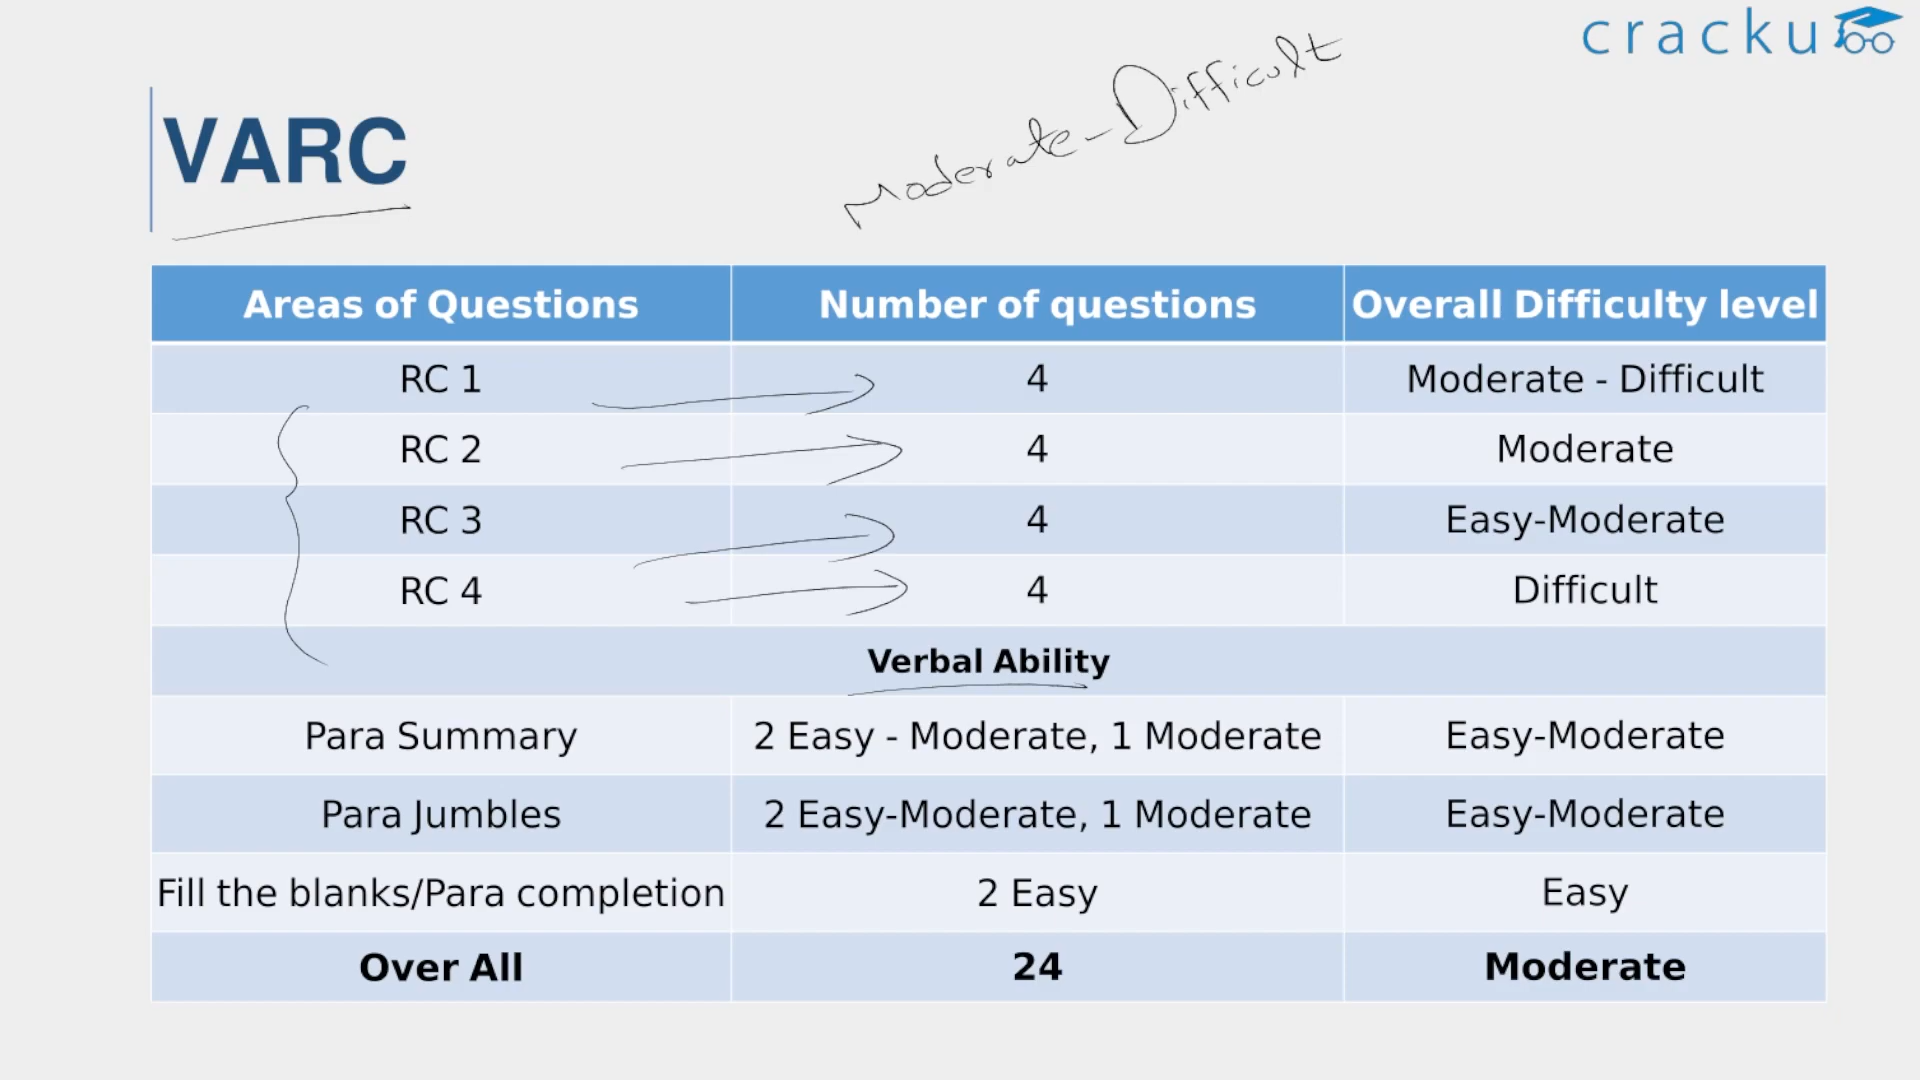 cracku
Moderate-Difficult
VARC
Areas of Questions Number of questions Overall Difficulty level
RC 1 4 Moderate - Difficult
RC 2 4 Moderate
RC 3 4 Easy-Moderate
RC 4 4 Difficult
Verbal Ability
Para Summary 2 Easy - Moderate, 1 Moderate Easy-Moderate
Para Jumbles 2 Easy-Moderate, 1 Moderate Easy-Moderate
Fill the blanks/Para completion 2 Easy Easy
Over All 24 Moderate